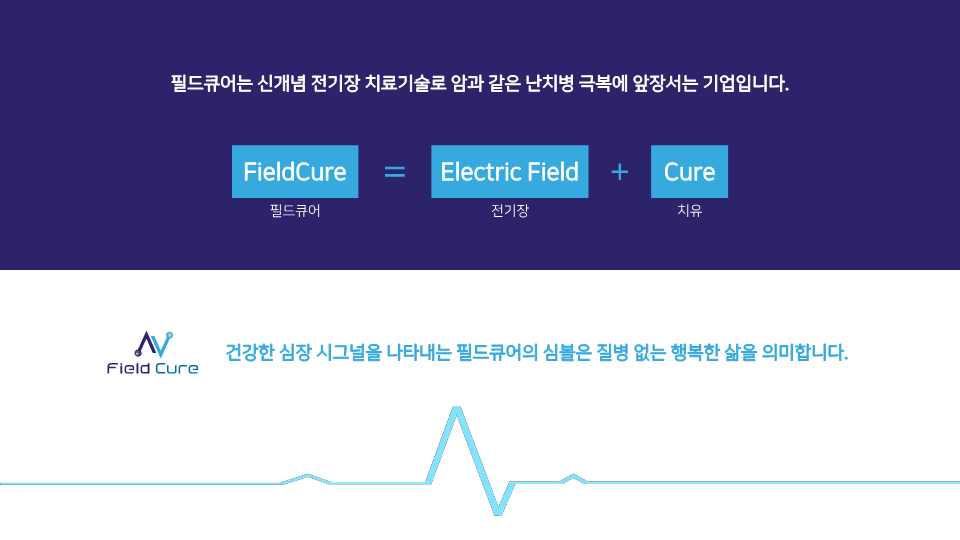 필드큐어는 신개념 전기장 치료기술로 암과 같은 난치병 극복에 앞장서는 기업입니다.
FieldCure = Electric Field + Cure
필드큐어 전기장 치유
Field Cure
건강한 심장 시그널을 나타내는 필드큐어의 심볼은 질병 없는 행복한 삶을 의미합니다.